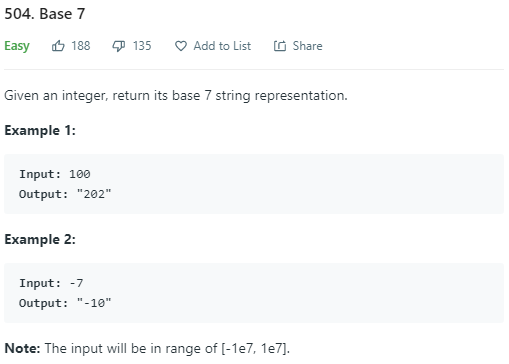 504. Base 7
Easy 188 135 Add to List Share
Given an integer, return its base 7 string representation.
Example 1:
Input: 100
Output: "202"
Example 2:
Input: -7
Output: "-10"
Note: The input will be in range of [-1e7, 1e7].